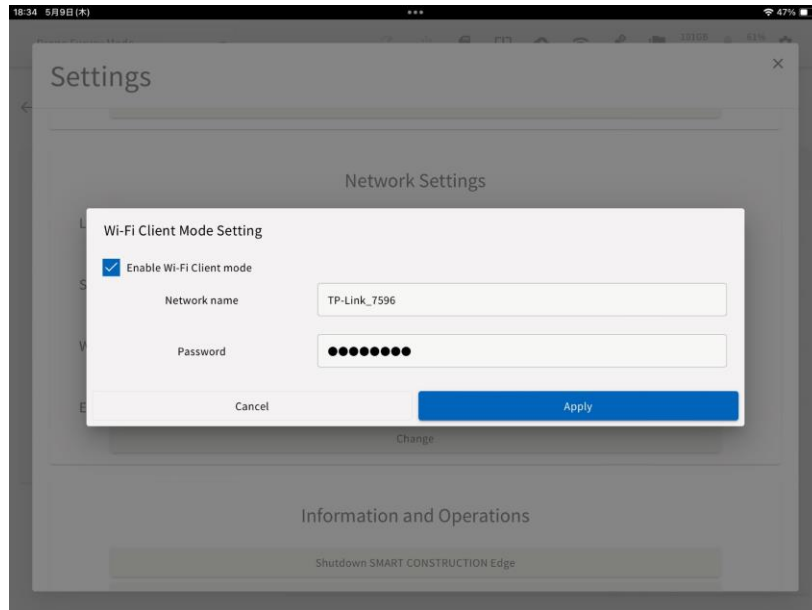 18:34 5月9日(木)
47%
Settings
Network Settings
Wi-Fi Client Mode Setting
Enable Wi-Fi Client mode
Network name TP-Link_7596
Password ●●●●●●●●
Cancel Apply
Change
Information and Operations
Shutdown SMART CONSTRUCTION Edge